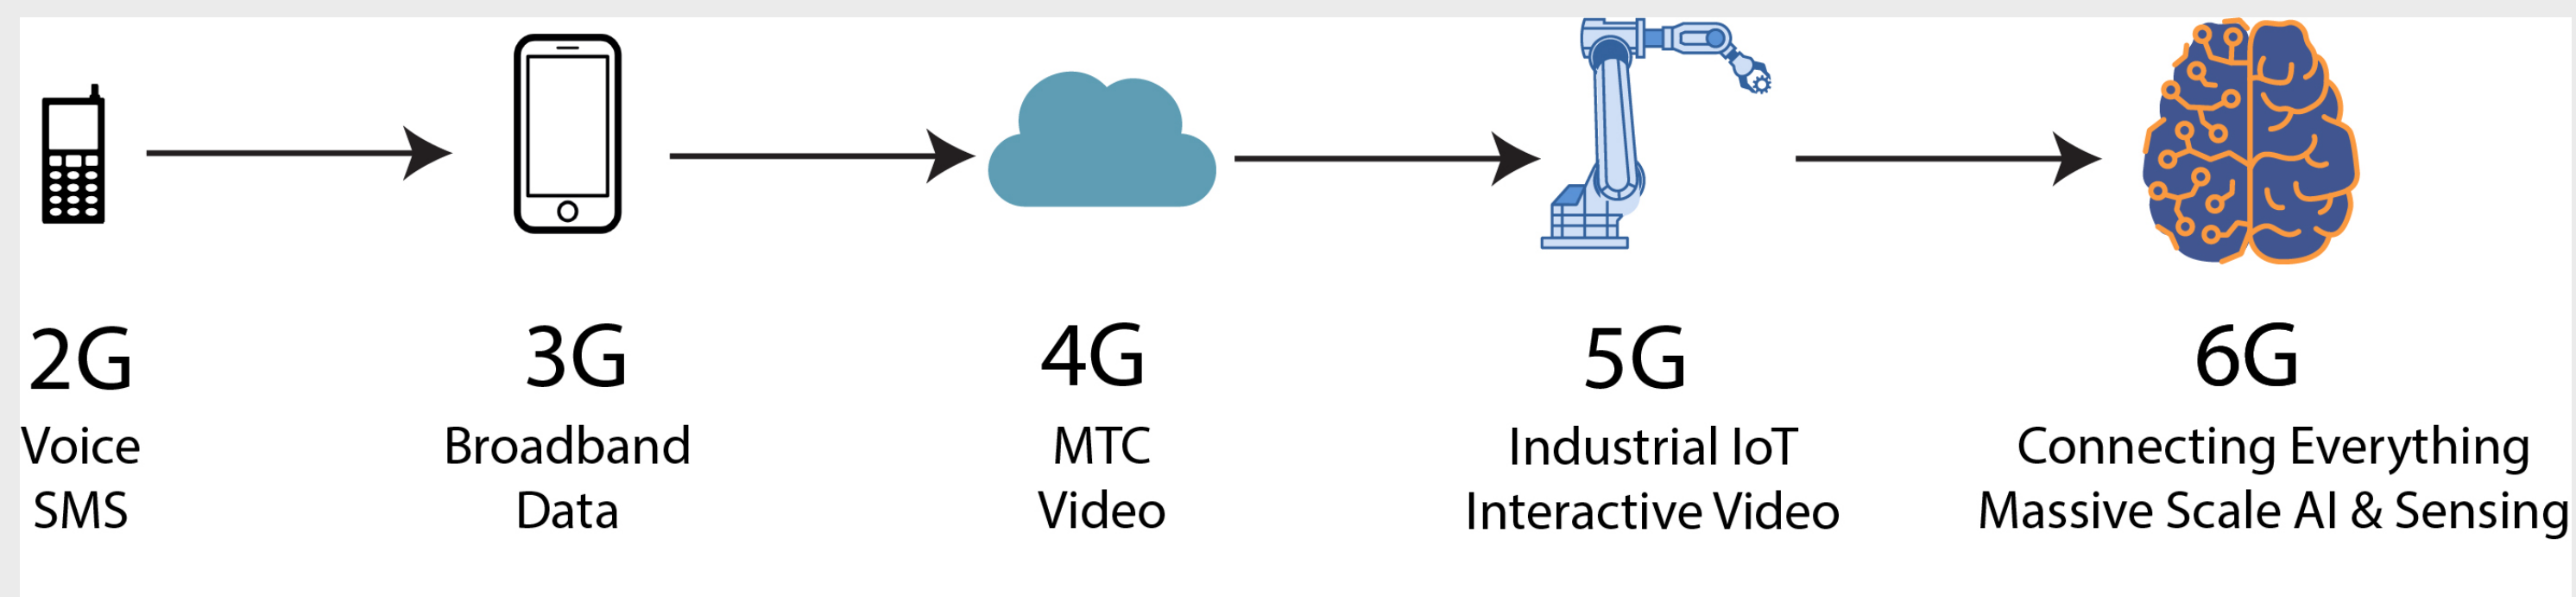 2G
Voice
SMS
3G
Broadband
Data
4G
MTC
Video
5G
Industrial IoT
Interactive Video
6G
Connecting Everything
Massive Scale AI & Sensing